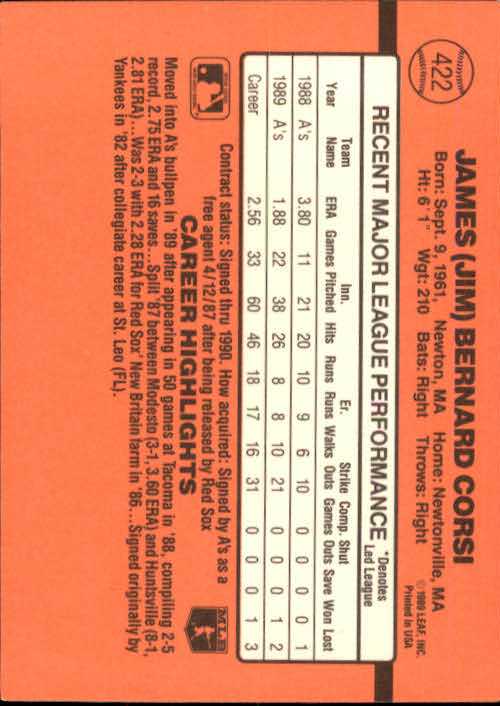 422
JAMES (JIM) BERNARD CORSI
©1989 LEAF, INC.
Printed in USA
Born: Sept. 9, 1961, Newton, MA Home: Newtonville, MA
Ht: 6'1" Wgt: 210 Bats: Right Throws: Right
RECENT MAJOR LEAGUE PERFORMANCE *Denotes Led League
Team Inn. Er. Strike Comp. Shut
Year Name ERA Games Pitched Hits Runs Runs Walks Outs Games Outs Save Won Lost
1988 A's 3.80 11 21 20 10 9 6 10 0 0 0 0 1
1989 A's 1.88 22 38 26 8 8 10 21 0 0 0 1 2
Career 2.56 33 60 46 18 17 16 31 0 0 0 1 3
Contract status: Signed thru 1990. How acquired: Signed by A's as a
free agent 4/12/87 after being released by Red Sox
MLB
CAREER HIGHLIGHTS
Moved into A's bullpen in '89 after appearing in 50 games at Tacoma in '88, compiling 2-5
record, 2.75 ERA and 16 saves...Split '87 between Modesto (3-1, 3.60 ERA) and Huntsville (8-1,
2.81 ERA)...Was 2-3 with 2.28 ERA for Red Sox' New Britain farm in '86...Signed originally by
Yankees in '82 after collegiate career at St. Leo (FL).